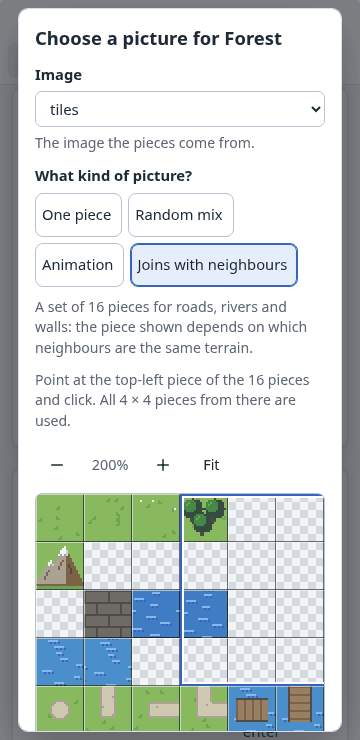 Choose a picture for Forest
Image
tiles
The image the pieces come from.
What kind of picture?
One piece
Random mix
Animation
Joins with neighbours
A set of 16 pieces for roads, rivers and
walls: the piece shown depends on which
neighbours are the same terrain.
Point at the top-left piece of the 16 pieces
and click. All 4 × 4 pieces from there are
used.
− 200% + Fit
enter